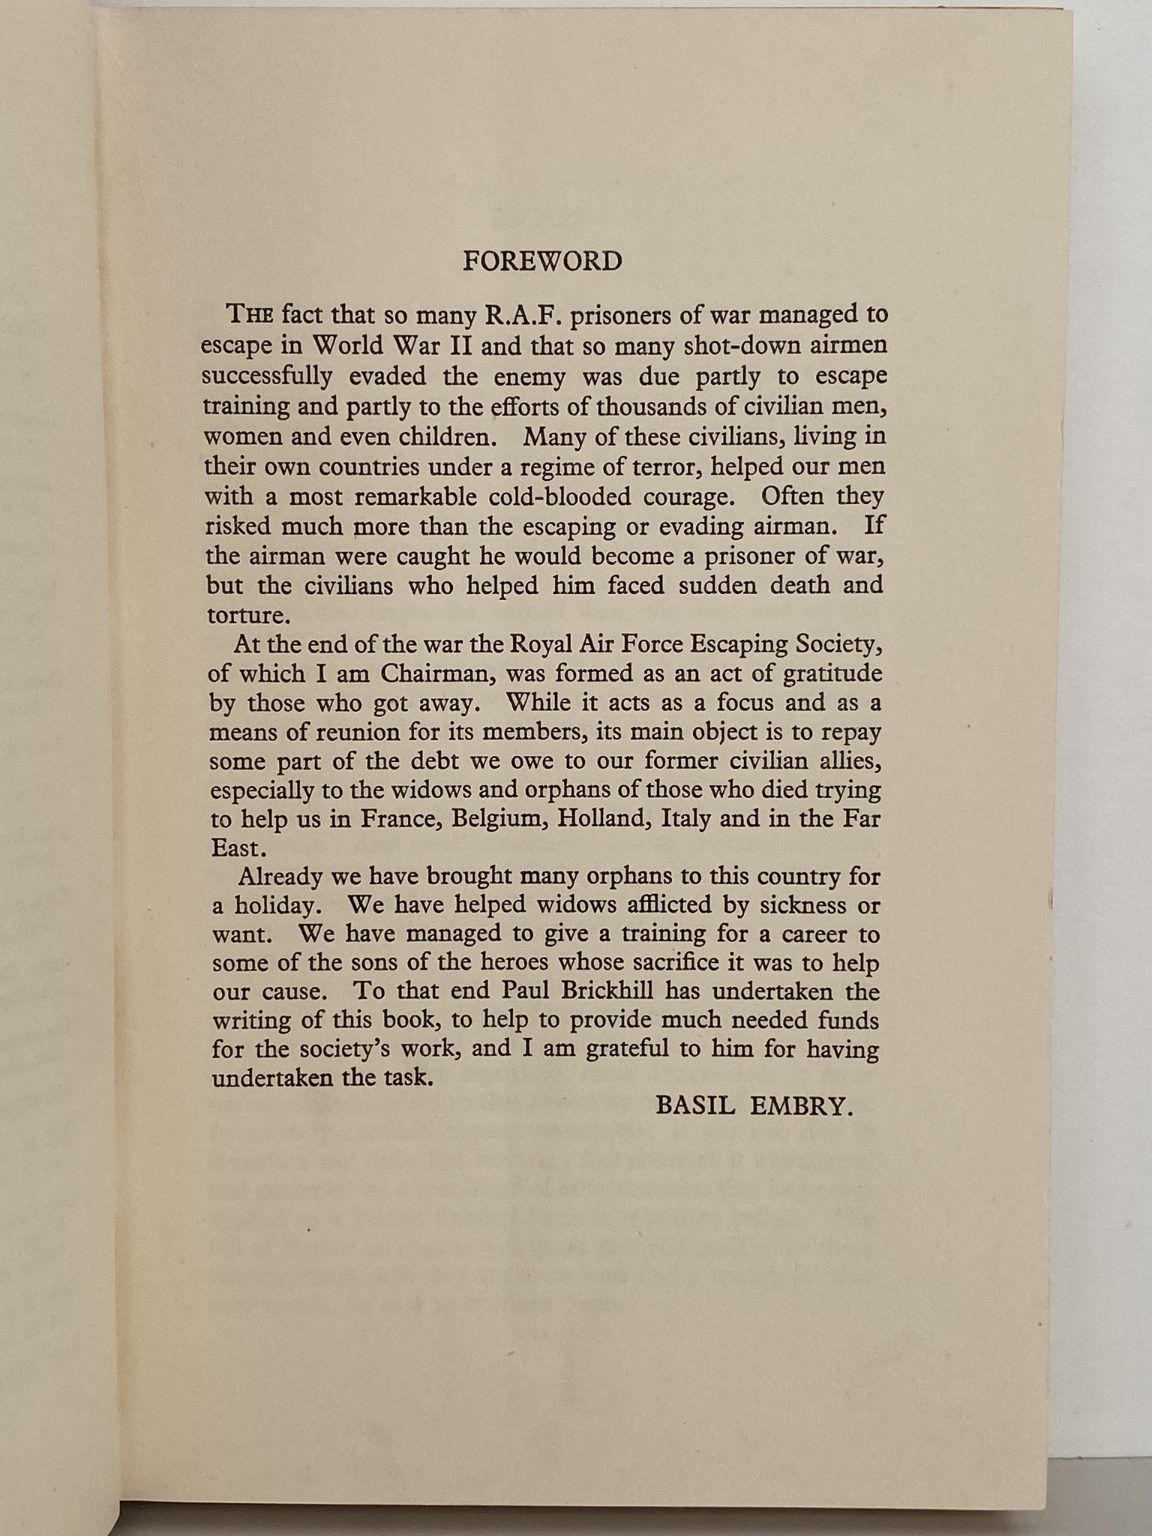 FOREWORD
THE fact that so many R.A.F. prisoners of war managed to
escape in World War II and that so many shot-down airmen
successfully evaded the enemy was due partly to escape
training and partly to the efforts of thousands of civilian men,
women and even children. Many of these civilians, living in
their own countries under a regime of terror, helped our men
with a most remarkable cold-blooded courage. Often they
risked much more than the escaping or evading airman. If
the airman were caught he would become a prisoner of war,
but the civilians who helped him faced sudden death and
torture.
At the end of the war the Royal Air Force Escaping Society,
of which I am Chairman, was formed as an act of gratitude
by those who got away. While it acts as a focus and as a
means of reunion for its members, its main object is to repay
some part of the debt we owe to our former civilian allies,
especially to the widows and orphans of those who died trying
to help us in France, Belgium, Holland, Italy and in the Far
East.
Already we have brought many orphans to this country for
a holiday. We have helped widows afflicted by sickness or
want. We have managed to give a training for a career to
some of the sons of the heroes whose sacrifice it was to help
our cause. To that end Paul Brickhill has undertaken the
writing of this book, to help to provide much needed funds
for the society's work, and I am grateful to him for having
undertaken the task.
BASIL EMBRY.